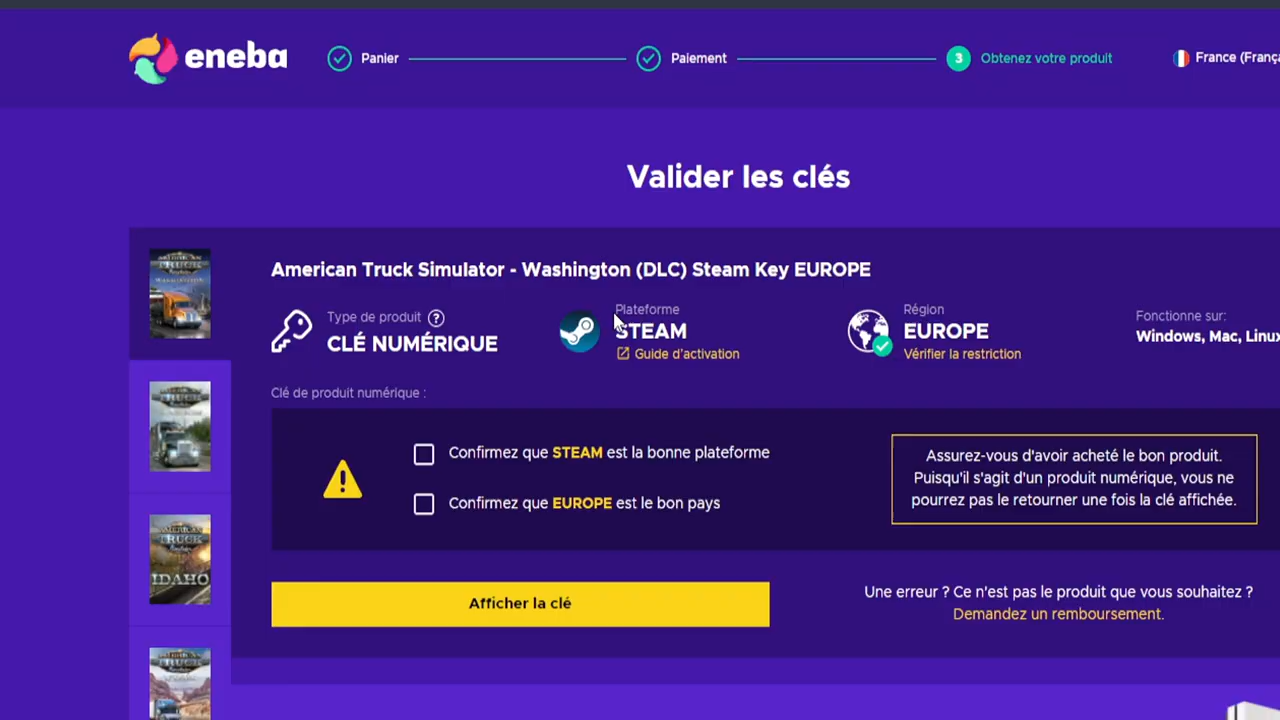 eneba
Panier
Paiement
3
Obtenez votre produit
France (França
Valider les clés
American Truck Simulator - Washington (DLC) Steam Key EUROPE
Type de produit ?
CLÉ NUMÉRIQUE
Plateforme
STEAM
Guide d'activation
Région
EUROPE
Vérifier la restriction
Fonctionne sur:
Windows, Mac, Linux
Clé de produit numérique :
Confirmez que STEAM est la bonne plateforme
Confirmez que EUROPE est le bon pays
Assurez-vous d'avoir acheté le bon produit.
Puisqu'il s'agit d'un produit numérique, vous ne
pourrez pas le retourner une fois la clé affichée.
Afficher la clé
Une erreur ? Ce n'est pas le produit que vous souhaitez ?
Demandez un remboursement.
IDAHO